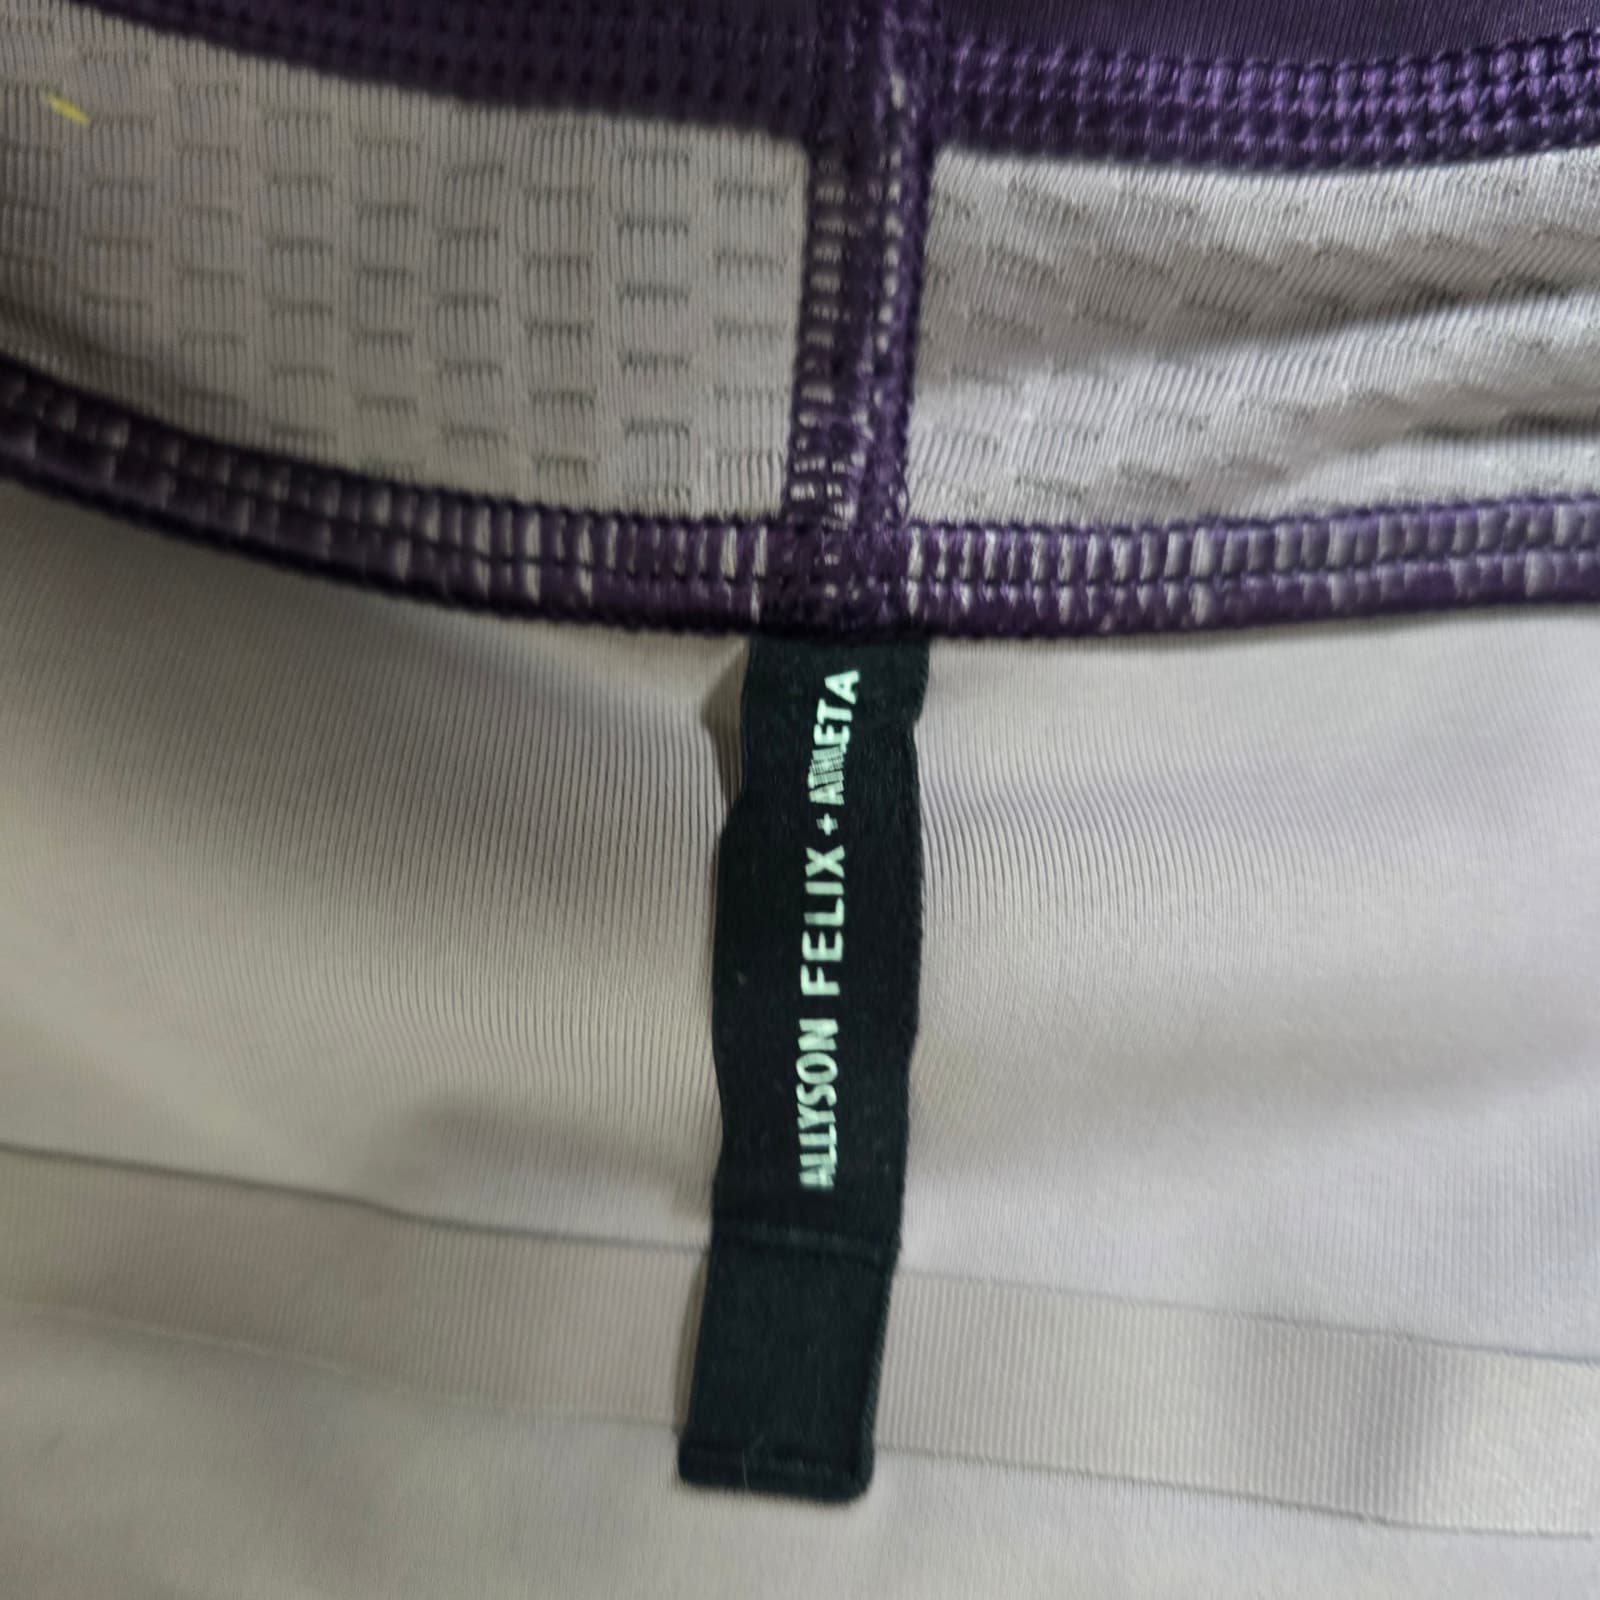 ALLYSON FELIX + ATHLETA